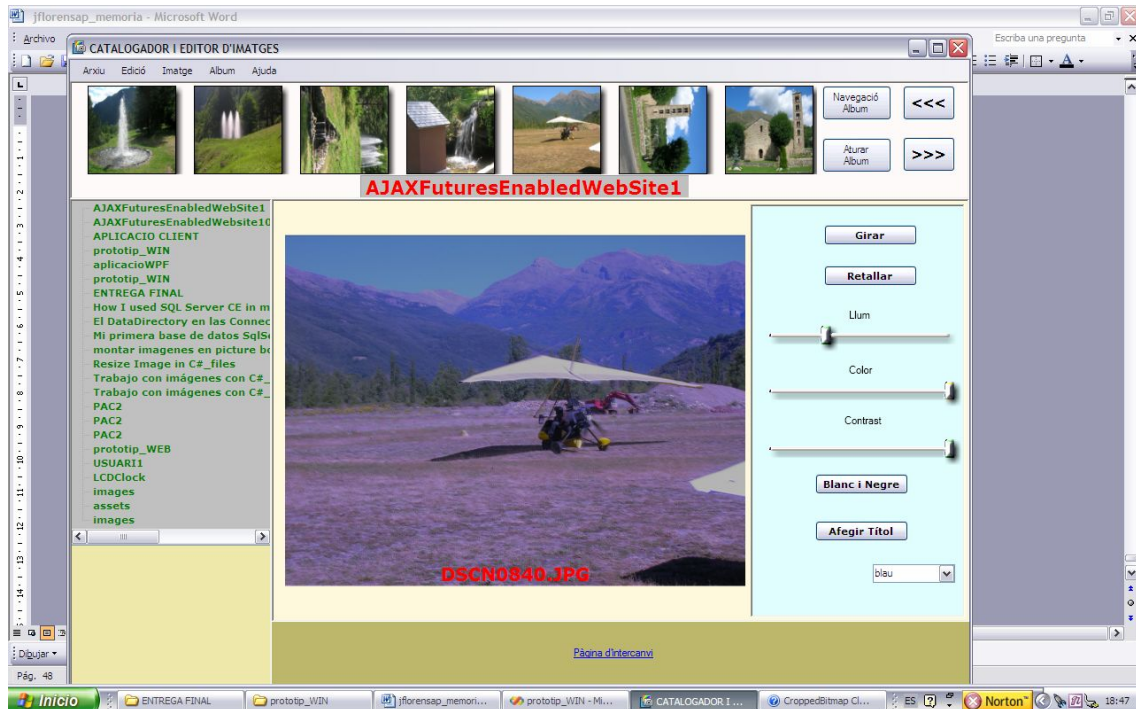 jflorensap_memoria - Microsoft Word
Archivo
Escriba una pregunta
CATALOGADOR I EDITOR D'IMATGES
Arxiu Edició Imatge Album Ajuda
Navegació Album
<<<
Aturar Album
>>>
AJAXFuturesEnabledWebSite1
AJAXFuturesEnabledWebSite1
AJAXFuturesEnabledWebsite10
APLICACIO CLIENT
prototip_WIN
aplicacioWPF
prototip_WIN
ENTREGA FINAL
How I used SQL Server CE in m
El DataDirectory en las Connec
Mi primera base de datos SqlSe
montar imagenes en picture bo
Resize Image in C#_files
Trabajo con imágenes con C#_
Trabajo con imágenes con C#_
PAC2
PAC2
PAC2
prototip_WEB
USUARI1
LCDClock
images
assets
images
DSCN0840.JPG
Girar
Retallar
Llum
Color
Contrast
Blanc i Negre
Afegir Títol
blau
Pàgina d'intercanvi
Dibujar
Pág. 48
Inicio
ENTREGA FINAL
prototip_WIN
jflorensap_memori...
prototip_WIN - Mi...
CATALOGADOR I ...
CroppedBitmap Cl...
ES
Norton™
18:47